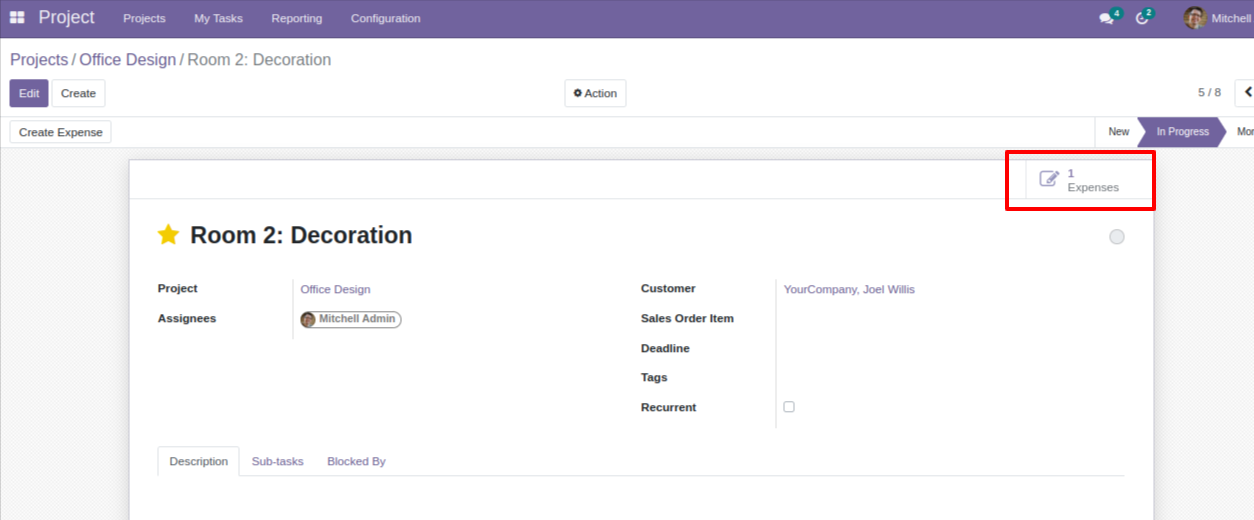 Project Projects My Tasks Reporting Configuration 4 2 Mitchell
Projects / Office Design / Room 2: Decoration
Edit Create Action 5 / 8
Create Expense New In Progress Mor
1
Expenses
Room 2: Decoration
Project Office Design Customer YourCompany, Joel Willis
Assignees Mitchell Admin Sales Order Item
Deadline
Tags
Recurrent
Description Sub-tasks Blocked By